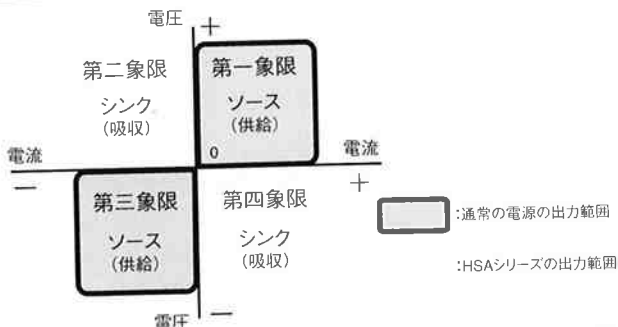 電圧
＋
第二象限
シンク
(吸収)
第一象限
ソース
(供給)
0
電流
－
電流
＋
第三象限
ソース
(供給)
第四象限
シンク
(吸収)
電圧
－
:通常の電源の出力範囲
:HSAシリーズの出力範囲